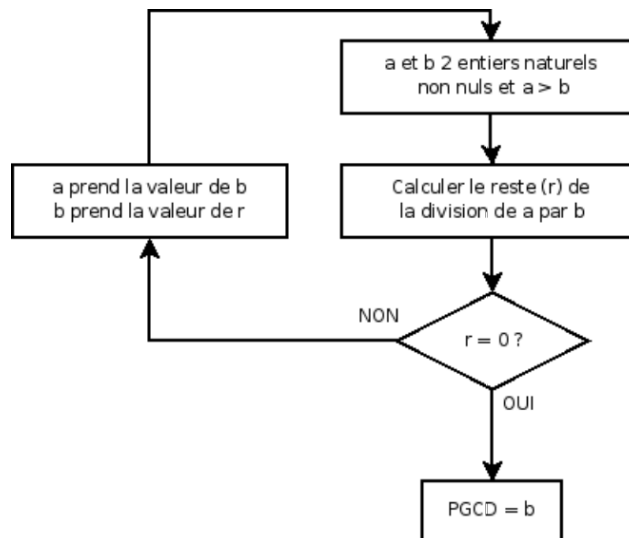 a et b 2 entiers naturels
non nuls et a > b
Calculer le reste (r) de
la division de a par b
r = 0 ?
NON
a prend la valeur de b
b prend la valeur de r
OUI
PGCD = b